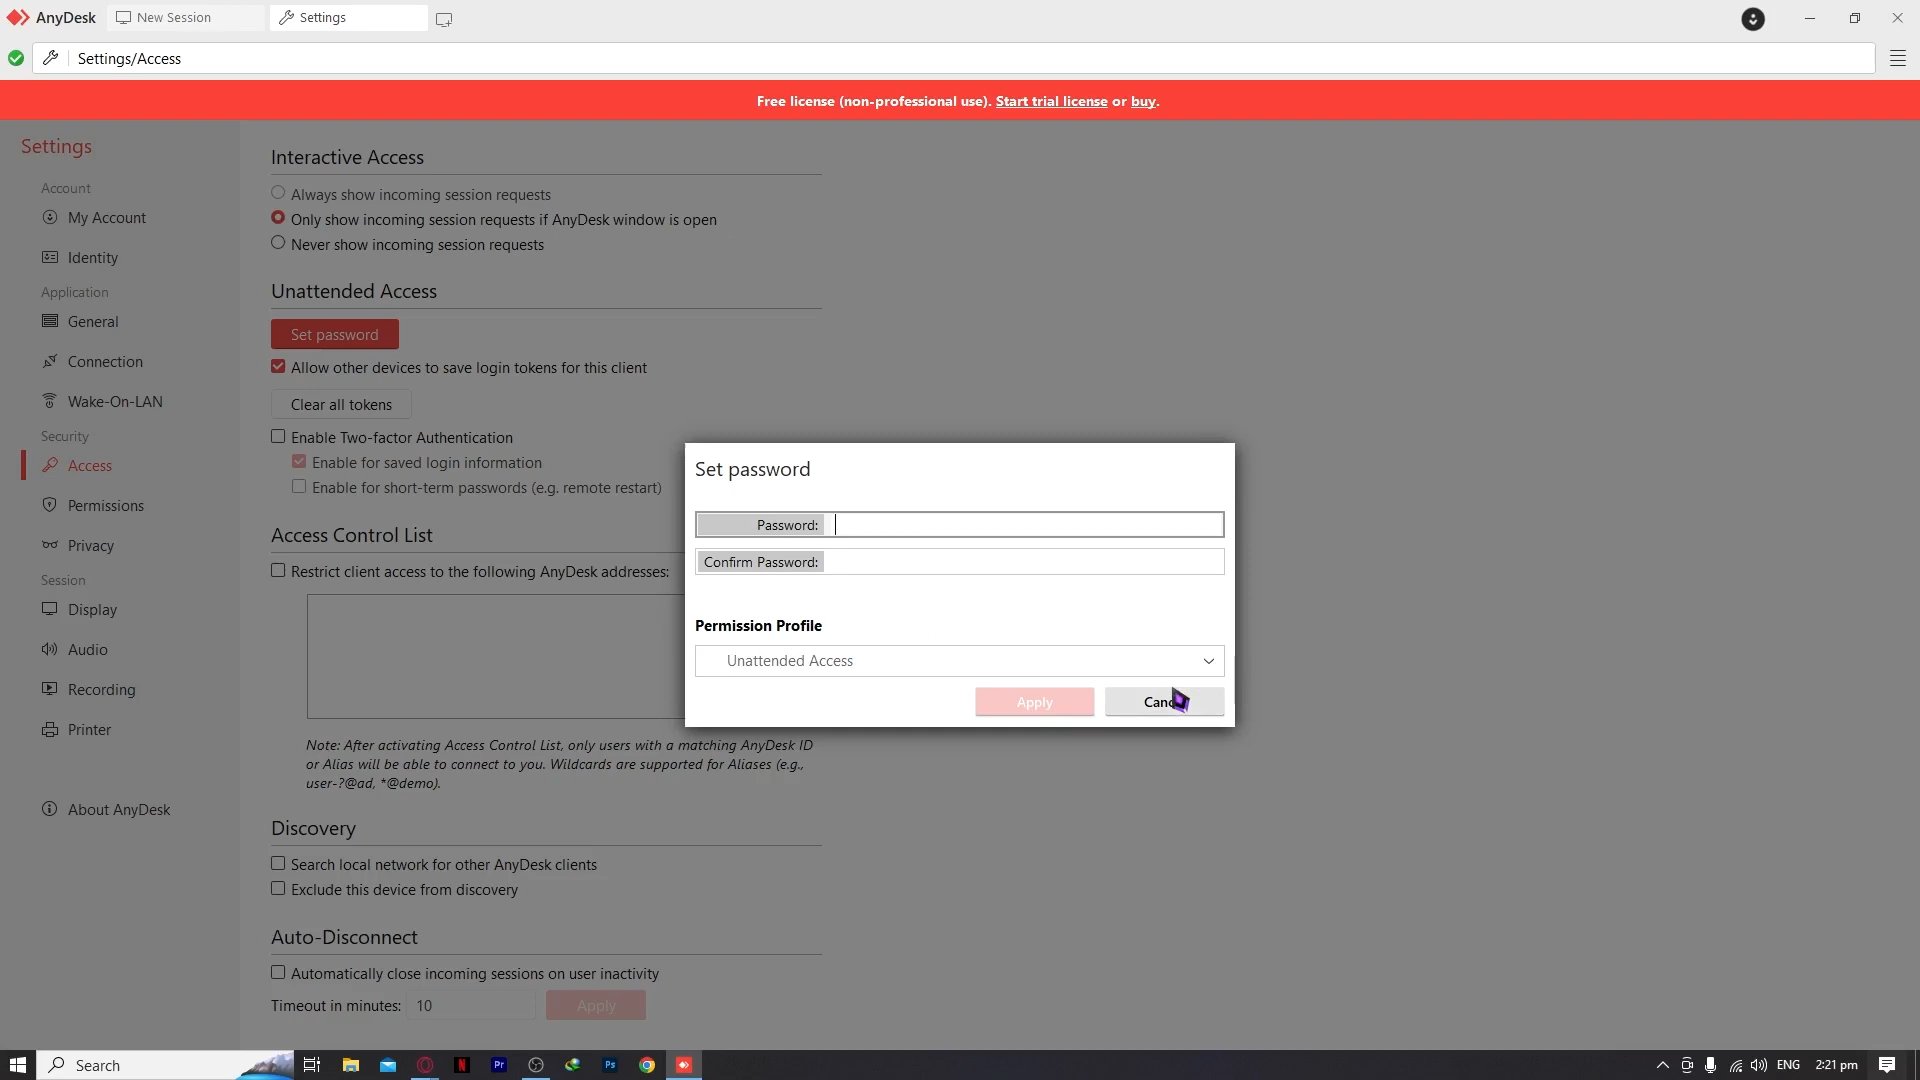 AnyDesk
New Session
Settings
Settings/Access
Free license (non-professional use). Start trial license or buy.
Settings
Account
My Account
Identity
Application
General
Connection
Wake-On-LAN
Security
Access
Permissions
Privacy
Session
Display
Audio
Recording
Printer
About AnyDesk
Interactive Access
Always show incoming session requests
Only show incoming session requests if AnyDesk window is open
Never show incoming session requests
Unattended Access
Set password
Allow other devices to save login tokens for this client
Clear all tokens
Enable Two-factor Authentication
Enable for saved login information
Enable for short-term passwords (e.g. remote restart)
Access Control List
Restrict client access to the following AnyDesk addresses:
Note: After activating Access Control List, only users with a matching AnyDesk ID
or Alias will be able to connect to you. Wildcards are supported for Aliases (e.g.,
user-?@ad, *@demo).
Discovery
Search local network for other AnyDesk clients
Exclude this device from discovery
Auto-Disconnect
Automatically close incoming sessions on user inactivity
Timeout in minutes: 10
Apply
Set password
Password:
Confirm Password:
Permission Profile
Unattended Access
Apply
Search
N
Pr
Ps
ENG
2:21 pm